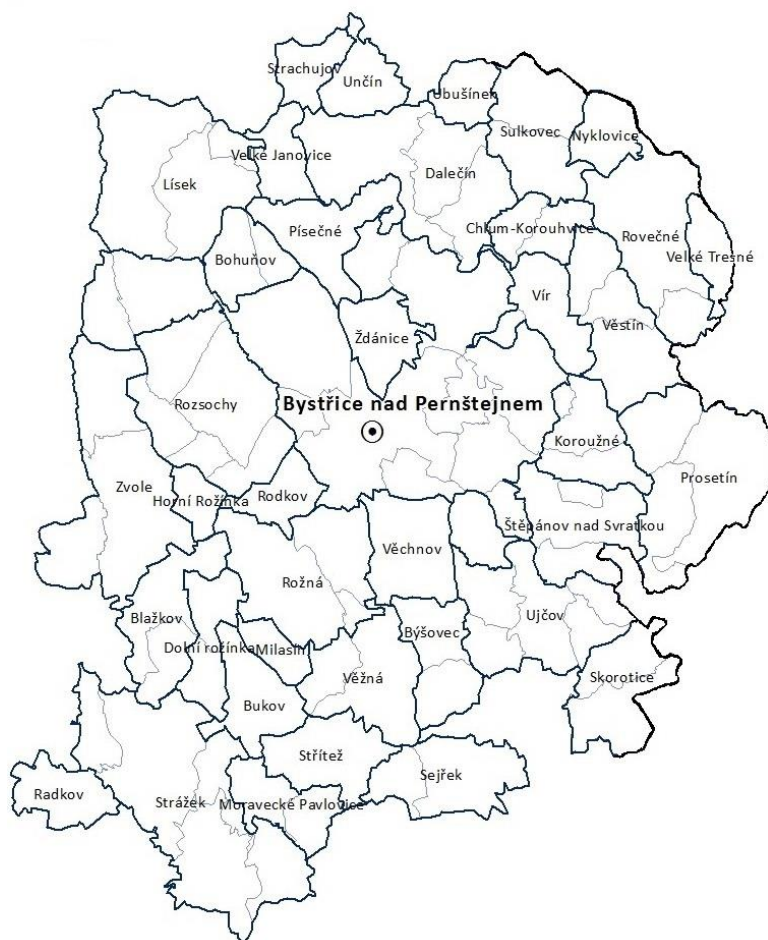 Strachujov
Unčín
Ubušínek
Sulkovec
Nyklovice
Velké Janovice
Dalečín
Lísek
Písečné
Chlum-Korouhvice
Rovečné
Bohuňov
Velké Tresné
Vír
Věstín
Ždánice
Rozsochy
Bystřice nad Pernštejnem
Koroužné
Prosetín
Zvole
Horní Rožínka
Rodkov
Štěpánov nad Svratkou
Věchnov
Rožná
Blažkov
Ujčov
Býšovec
Dolní rožínka
Milasín
Věžná
Skorotice
Bukov
Střítež
Sejřek
Radkov
Strážek
Moravecké Pavlovice